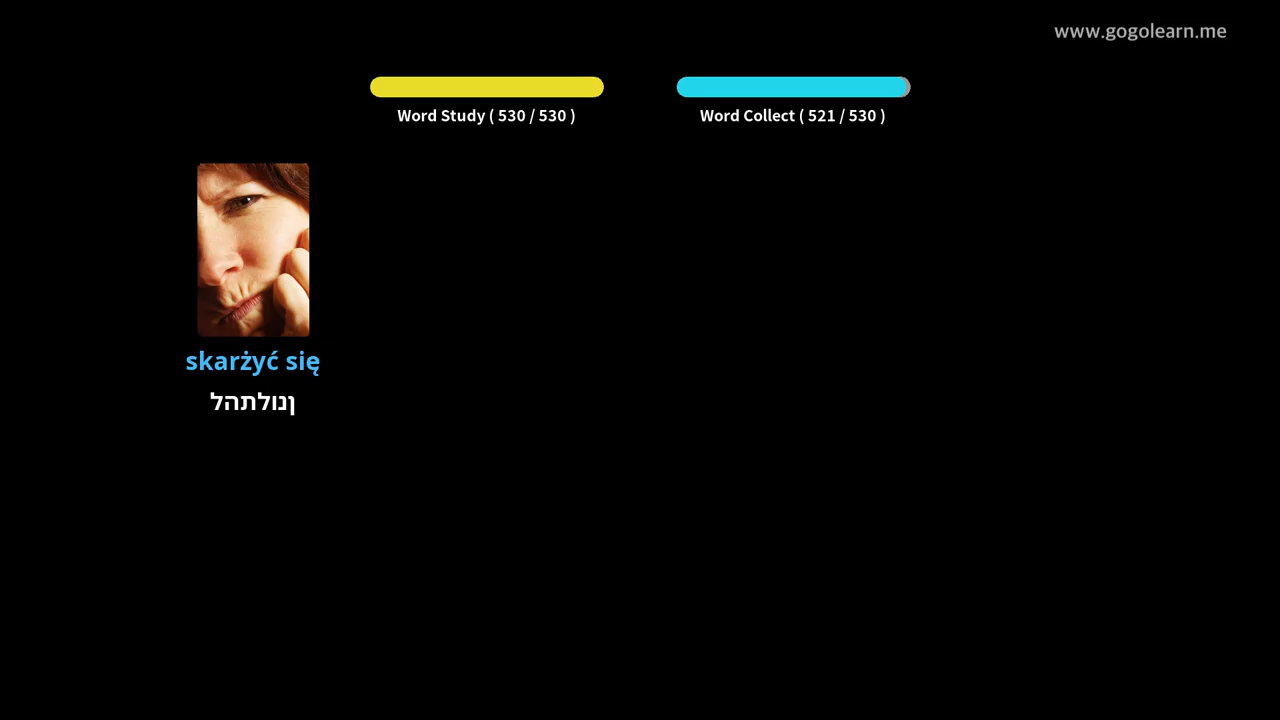 www.gogolearn.me
Word Study ( 530 / 530 )
Word Collect ( 521 / 530 )
skarżyć się
ןנולתהל